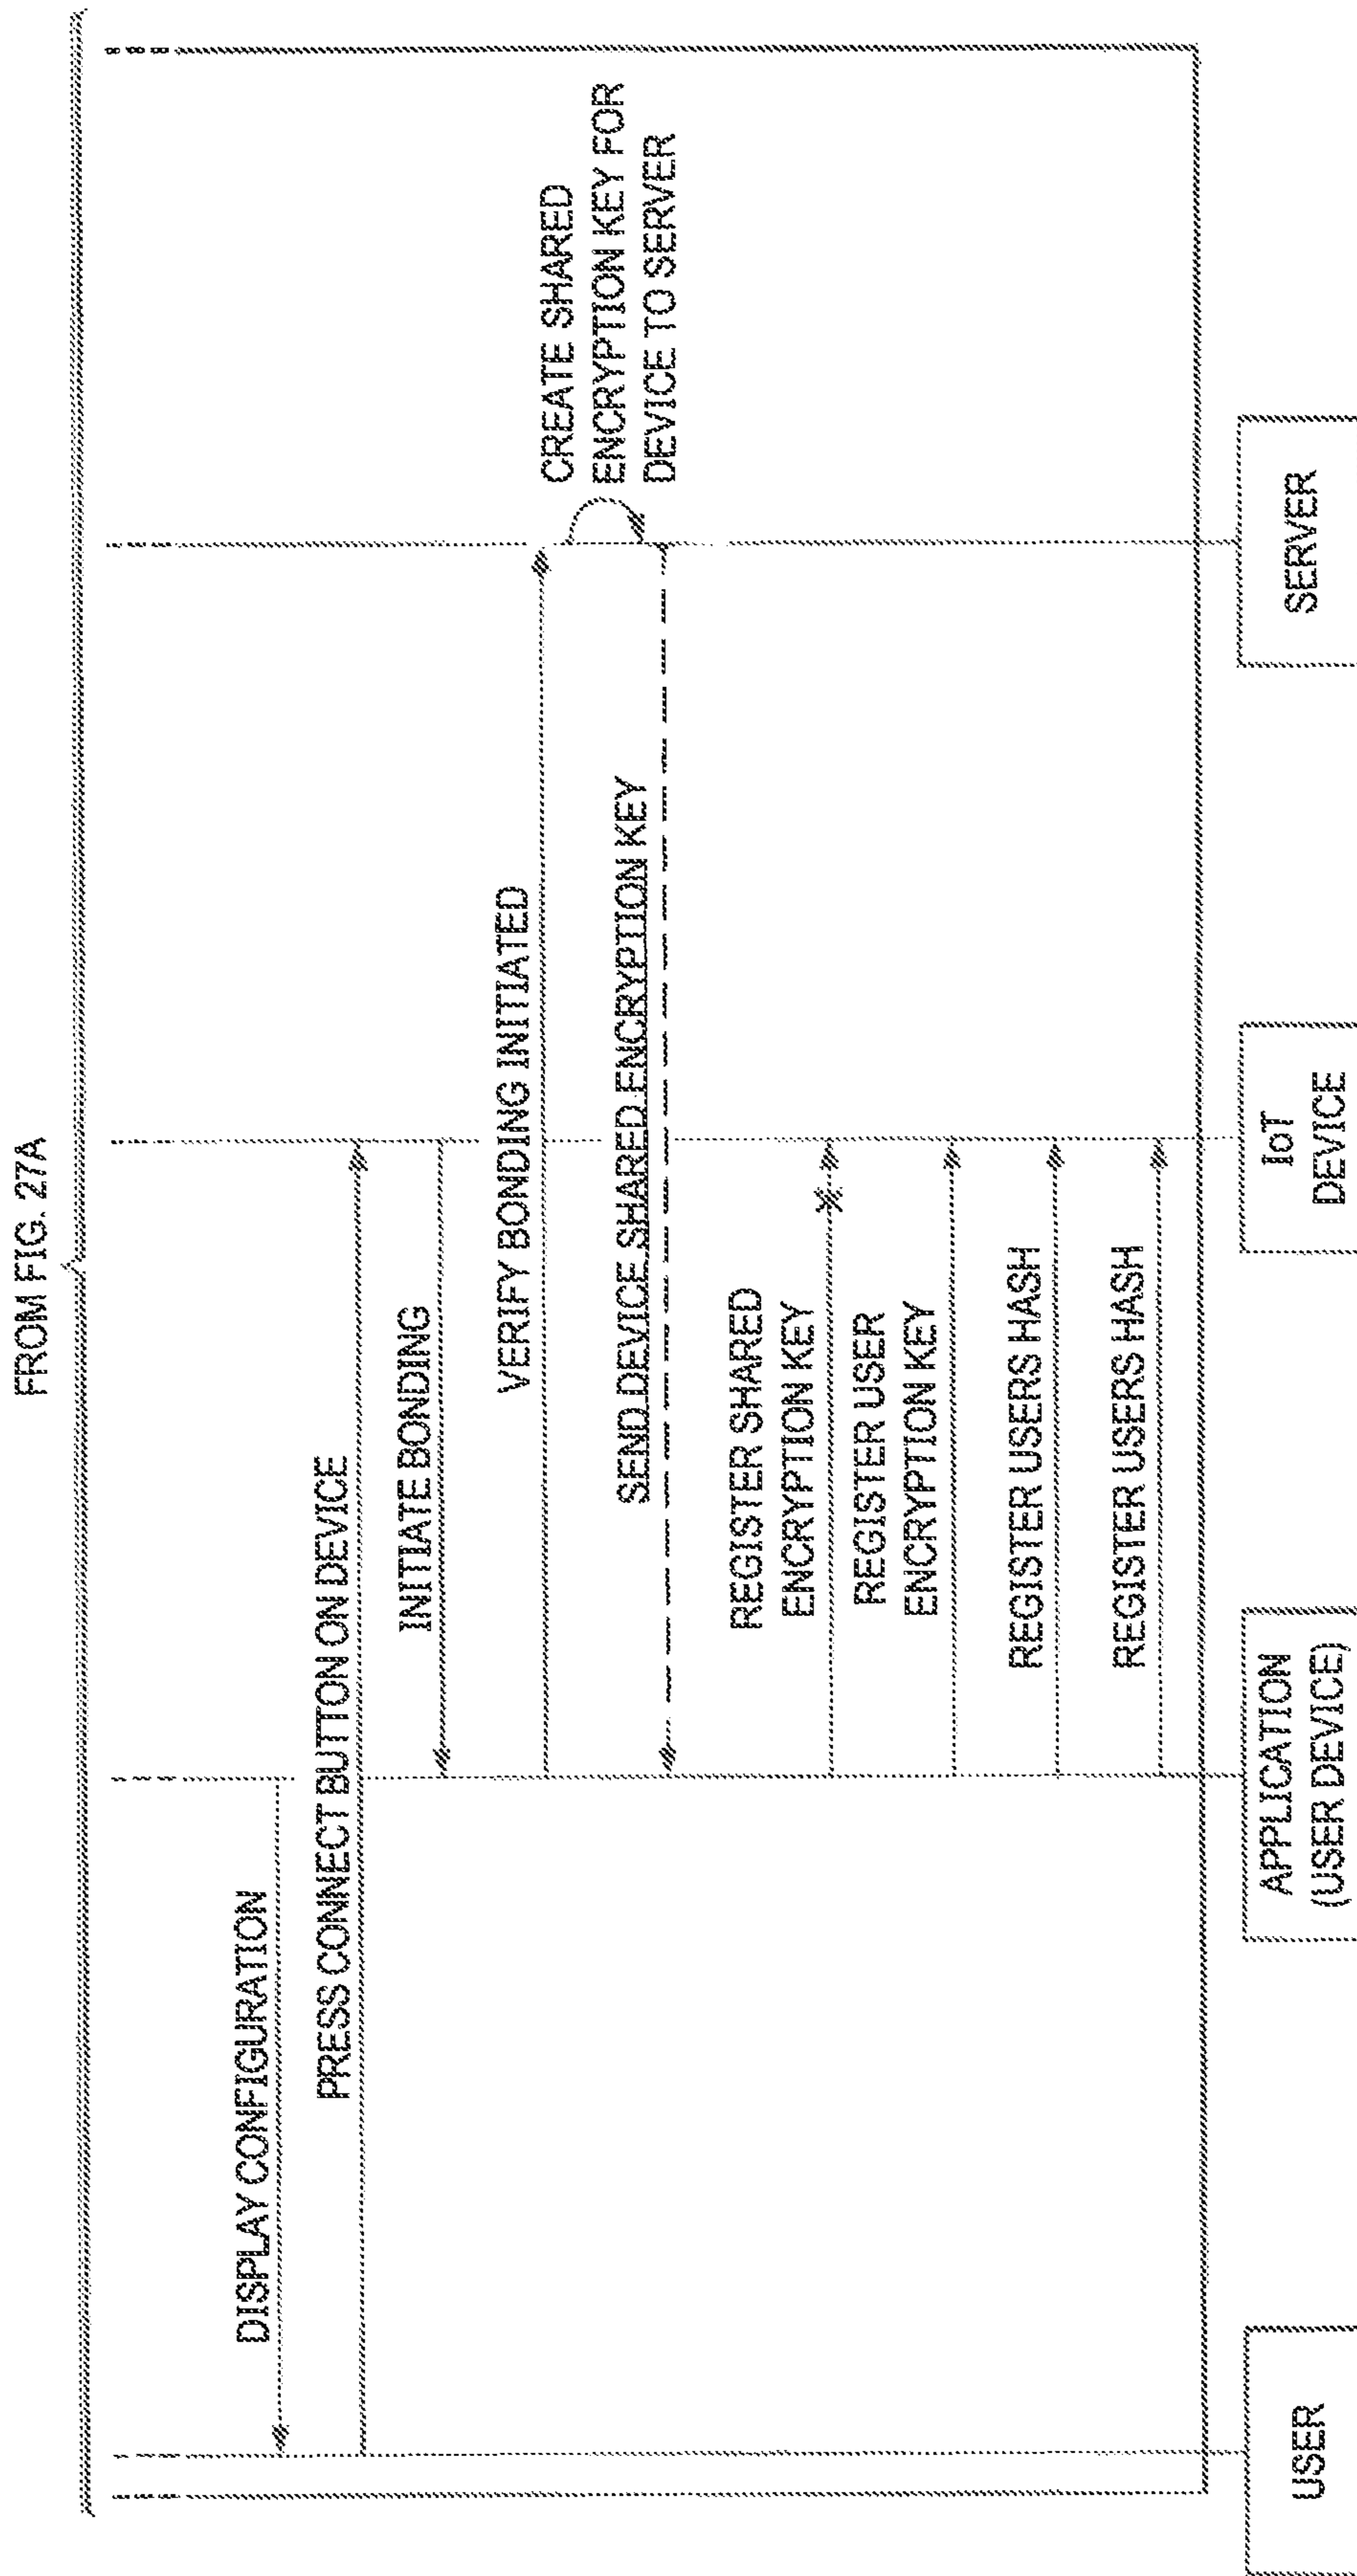 FROM FIG. 27A
DISPLAY CONFIGURATION
PRESS CONNECT BUTTON ON DEVICE
INITIATE BONDING
VERIFY BONDING INITIATED
CREATE SHARED
ENCRYPTION KEY FOR
DEVICE TO SERVER
SEND DEVICE SHARED ENCRYPTION KEY
REGISTER SHARED
ENCRYPTION KEY
REGISTER USER
ENCRYPTION KEY
REGISTER USERS HASH
REGISTER USERS HASH
USER
APPLICATION
(USER DEVICE)
IoT
DEVICE
SERVER